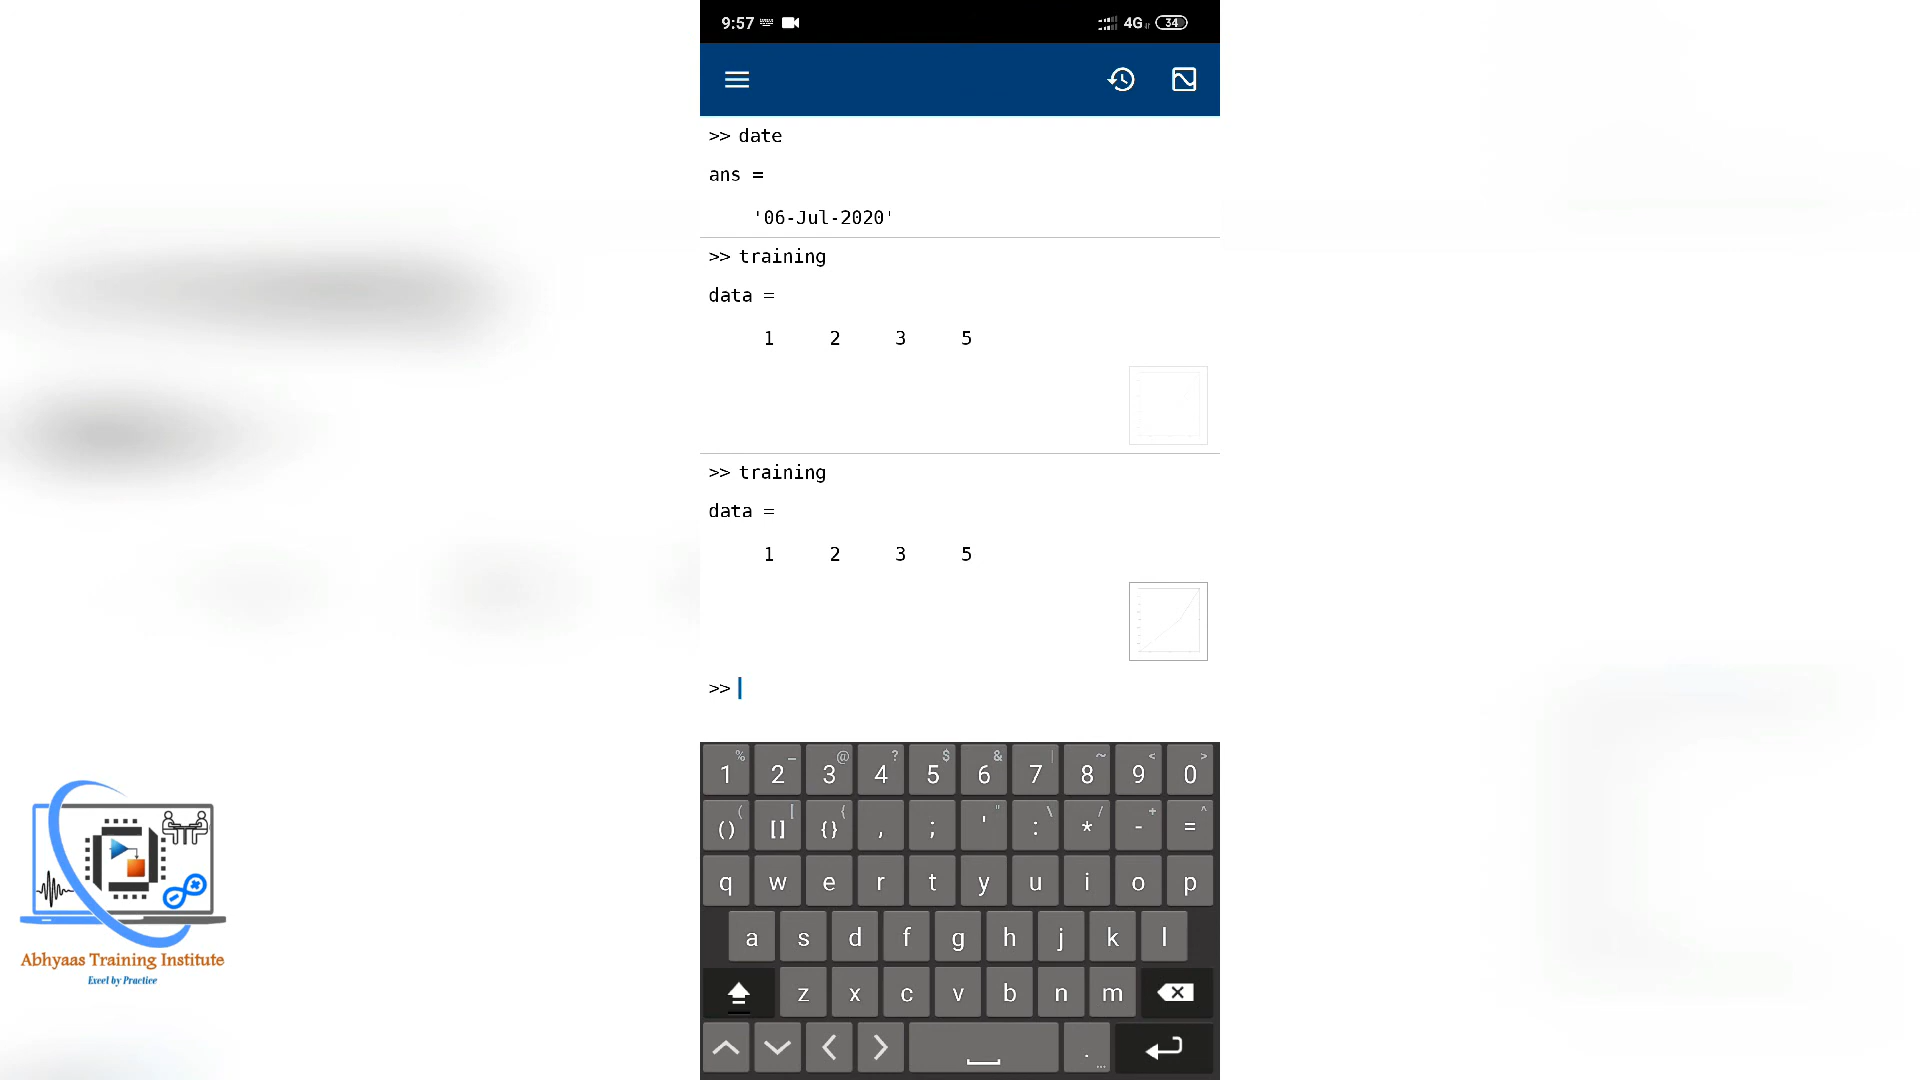 9:57 4G 34
>> date
ans =
'06-Jul-2020'
>> training
data =
1 2 3 5
>> training
data =
1 2 3 5
>>
% _ @ ? $ & | ~ < >
1 2 3 4 5 6 7 8 9 0
( [ { " \ / + ^
() [] {} , ; ' : * - =
q w e r t y u i o p
a s d f g h j k l
z x c v b n m
. ...
Abhyaas Training Institute
Excel by Practice